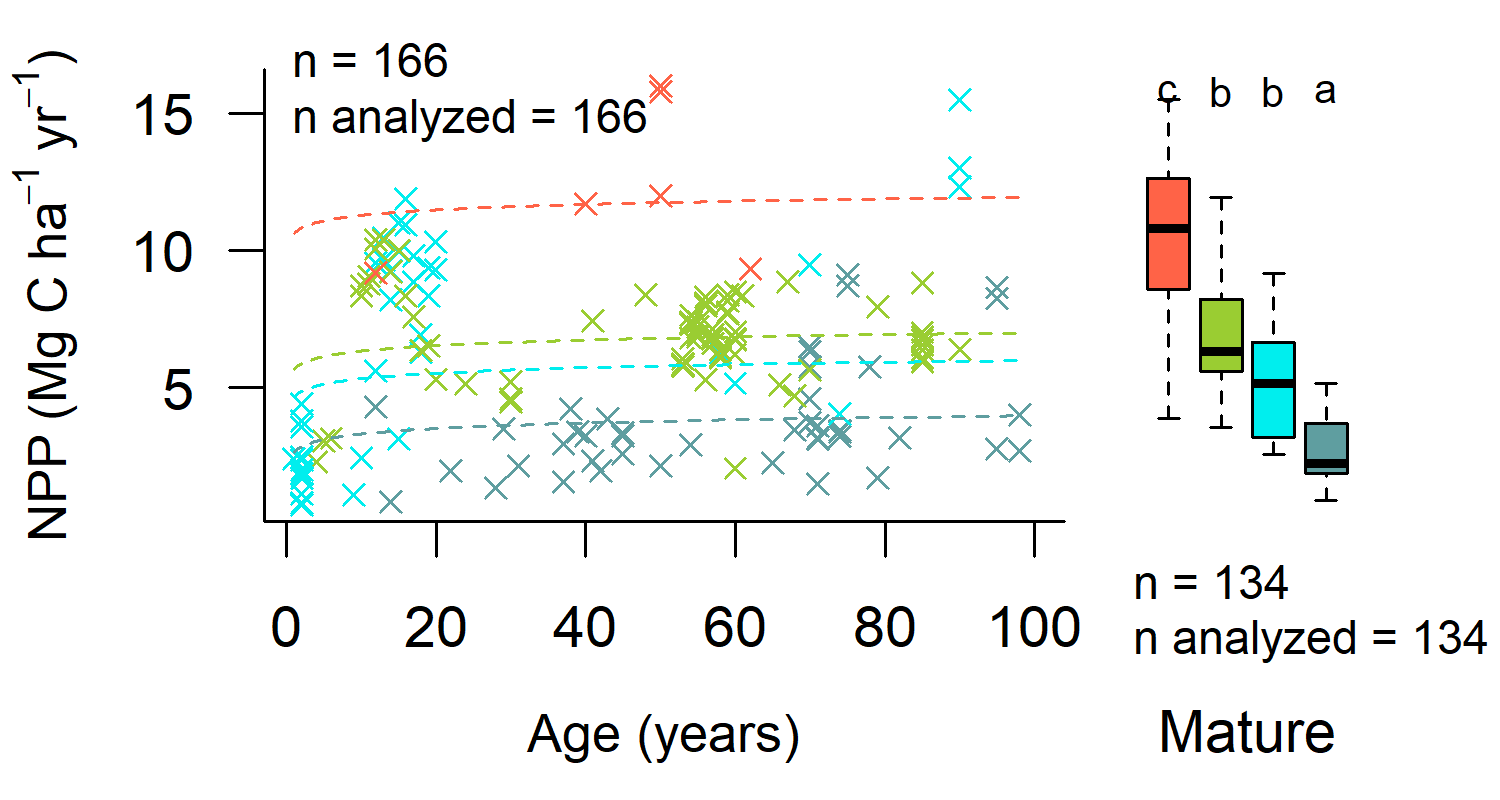 n = 166
n analyzed = 166
NPP (Mg C ha⁻¹ yr⁻¹)
15
10
5
0 20 40 60 80 100
Age (years)
c b b a
n = 134
n analyzed = 134
Mature